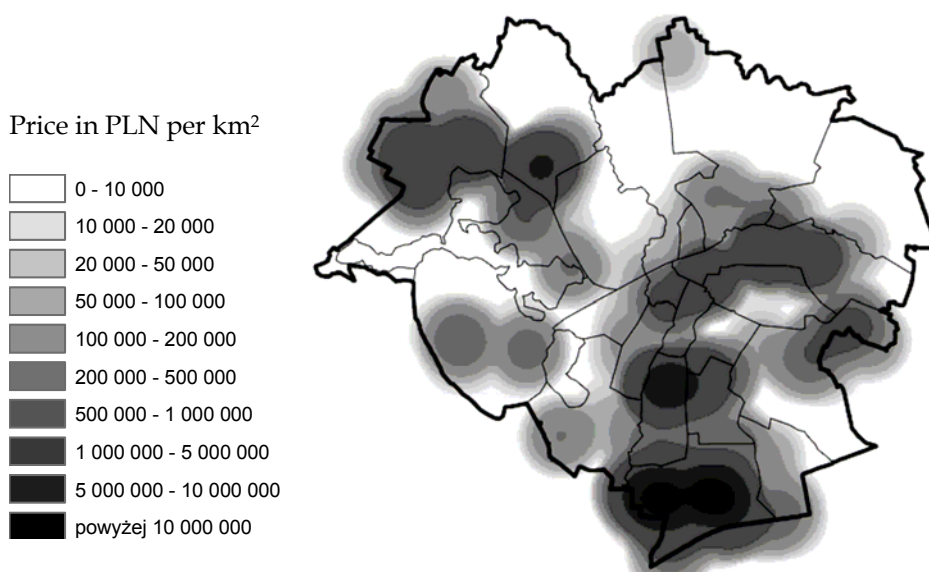 Price in PLN per km²
0 - 10 000
10 000 - 20 000
20 000 - 50 000
50 000 - 100 000
100 000 - 200 000
200 000 - 500 000
500 000 - 1 000 000
1 000 000 - 5 000 000
5 000 000 - 10 000 000
powyżej 10 000 000